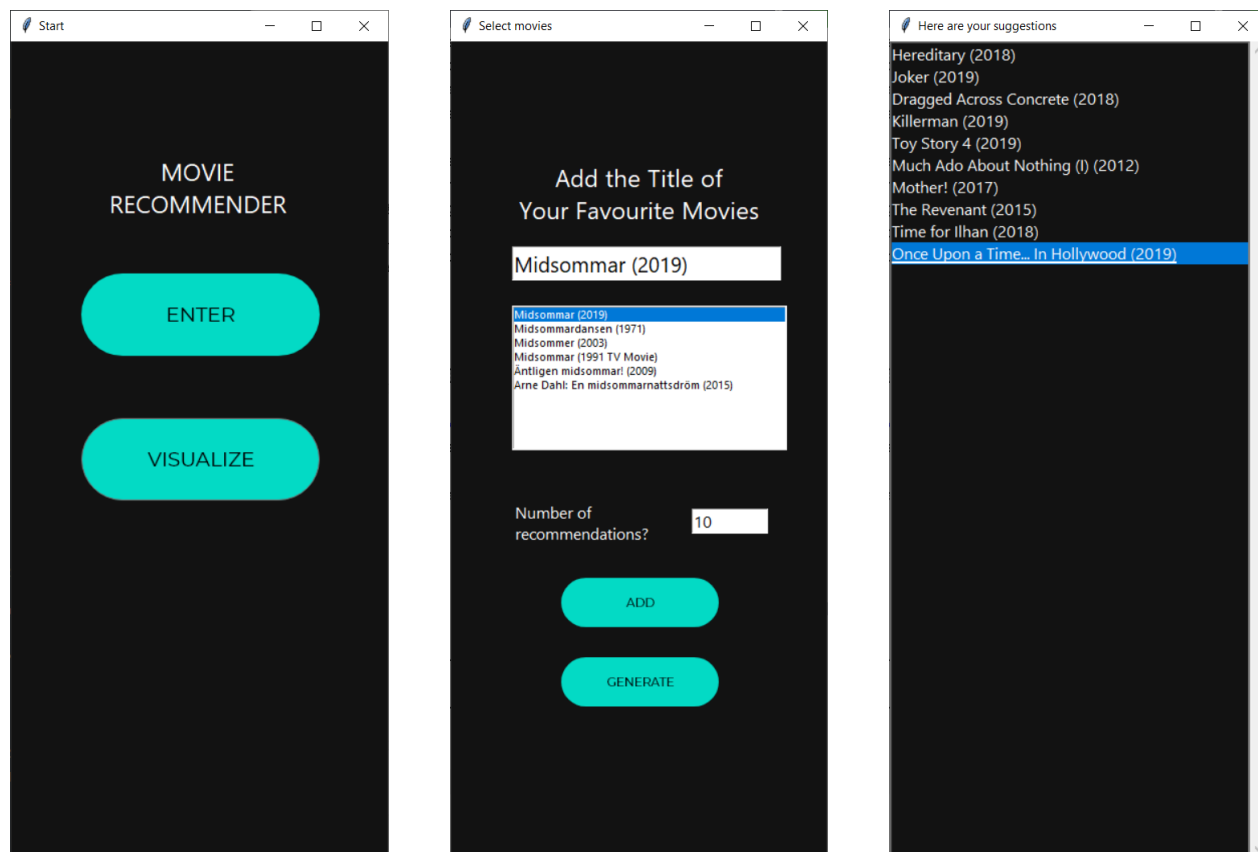 Start
MOVIE
RECOMMENDER
ENTER
VISUALIZE
Select movies
Add the Title of
Your Favourite Movies
Midsommar (2019)
Midsommar (2019)
Midsommardansen (1971)
Midsommer (2003)
Midsommar (1991 TV Movie)
Äntligen midsommar! (2009)
Arne Dahl: En midsommarnattsdröm (2015)
Number of
recommendations?
10
ADD
GENERATE
Here are your suggestions
Hereditary (2018)
Joker (2019)
Dragged Across Concrete (2018)
Killerman (2019)
Toy Story 4 (2019)
Much Ado About Nothing (I) (2012)
Mother! (2017)
The Revenant (2015)
Time for Ilhan (2018)
Once Upon a Time... In Hollywood (2019)